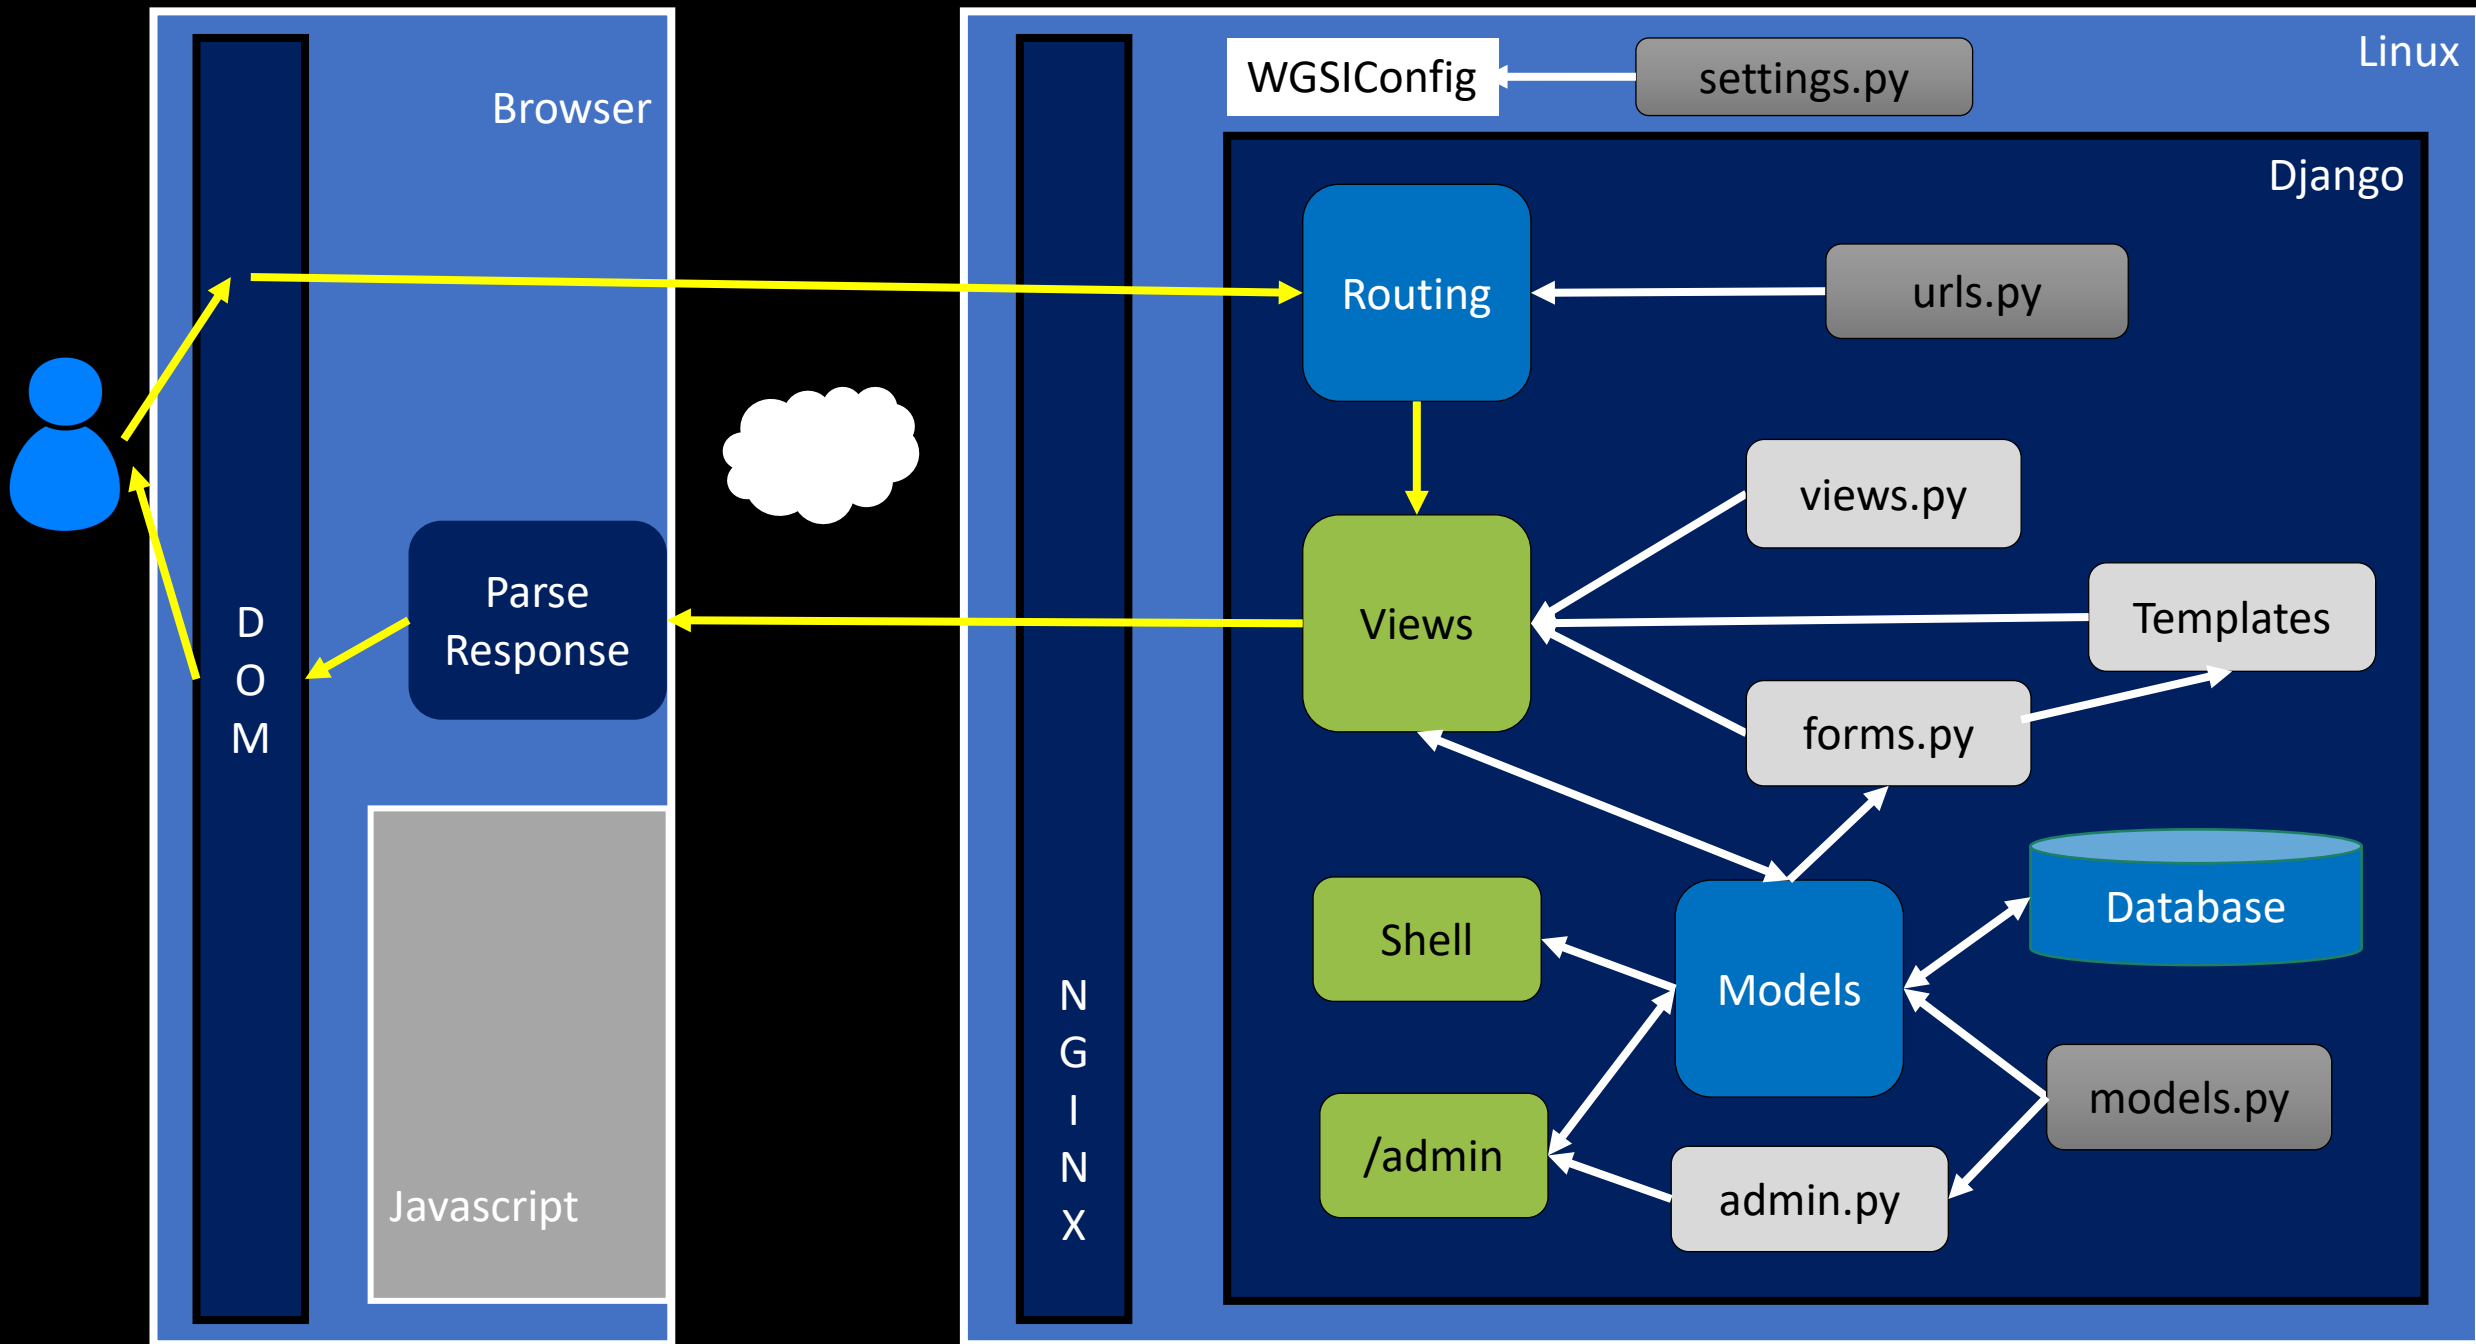 Linux
WGSIConfig
settings.py
Browser
Django
Routing
urls.py
views.py
Parse
Response
Views
Templates
D
O
M
forms.py
Database
Shell
Models
N
G
I
N
X
models.py
/admin
admin.py
Javascript